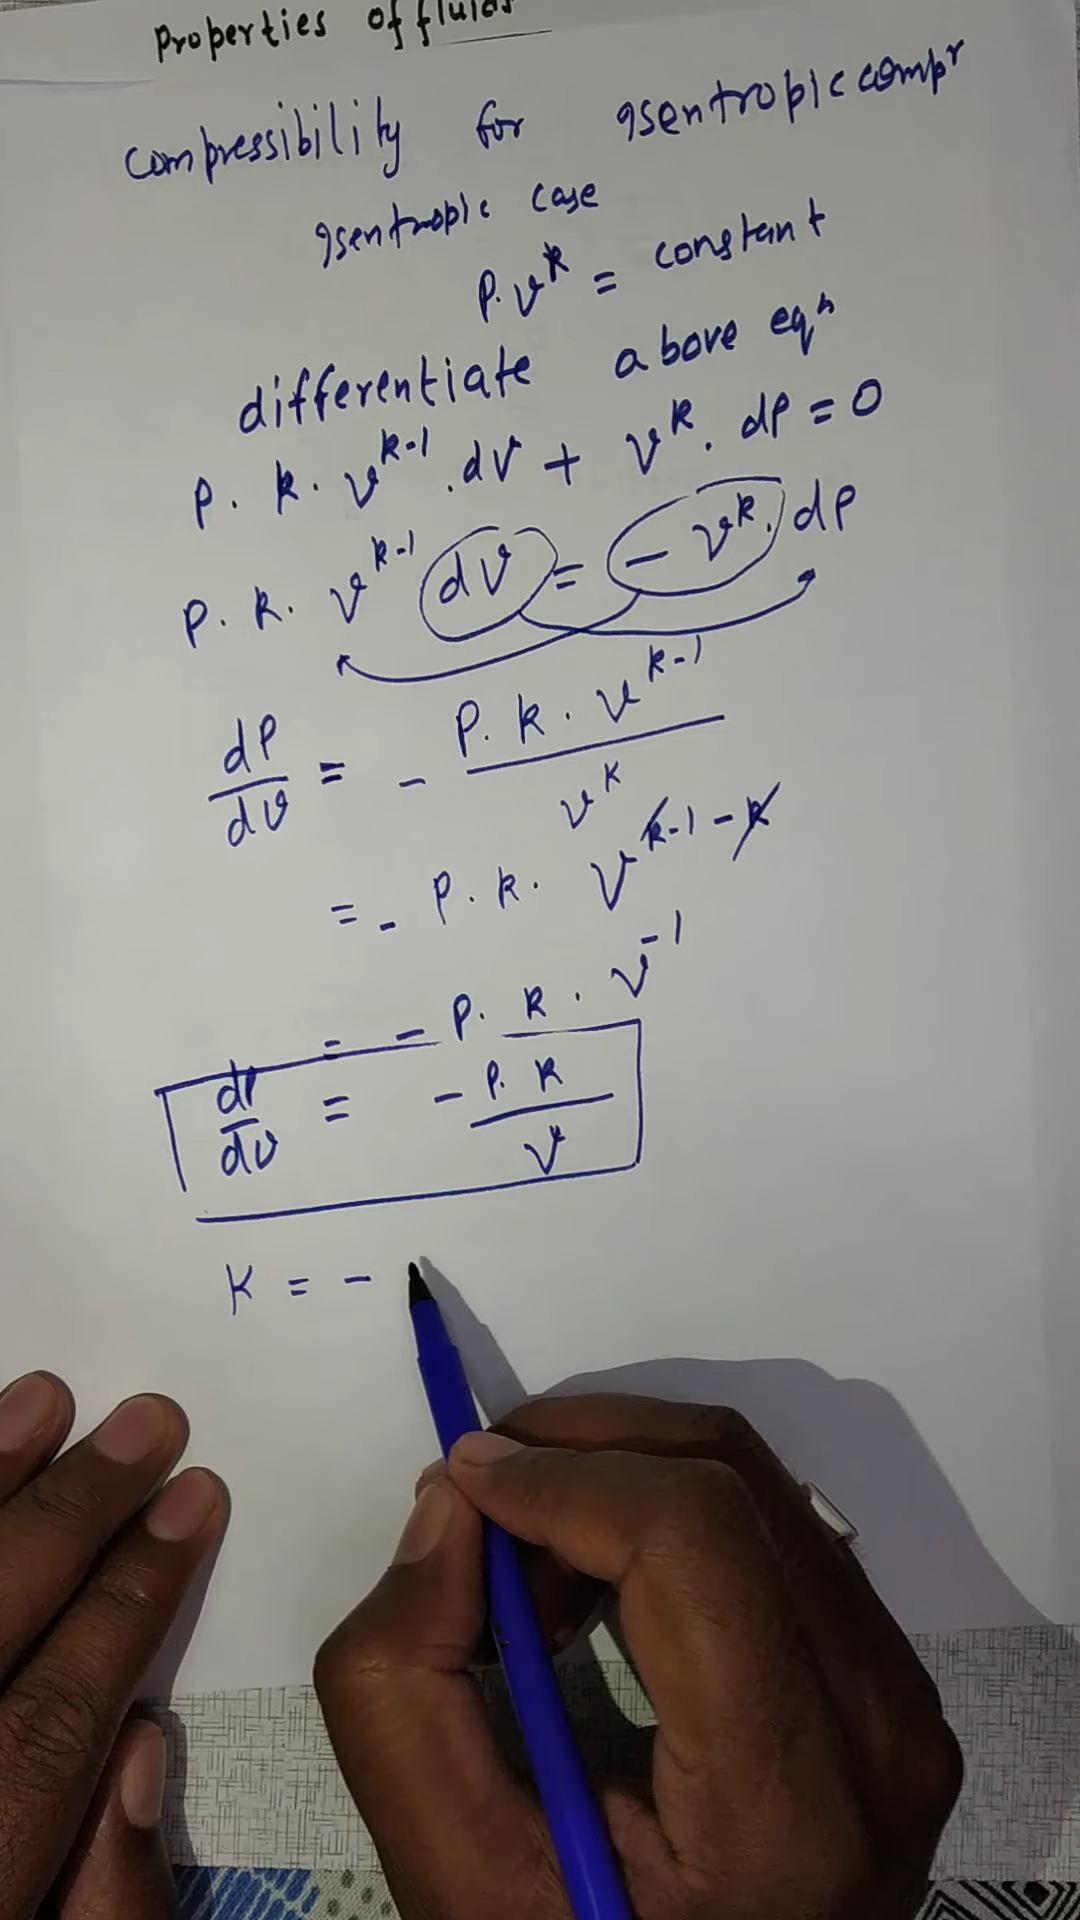 Properties of fluids
compressibility for isentropic compr
isentropic case
P.v^k = constant
differentiate above eqn
P. k. v^k-1 .dv + v^k. dp = 0
P. k. v^k-1 dv = - v^k. dp
dP/dv = - P. k. v^k-1 / v^k
= - P. k. v^k-1-k
= - P. k. v^-1
dp/dv = - P. k / v
K = -